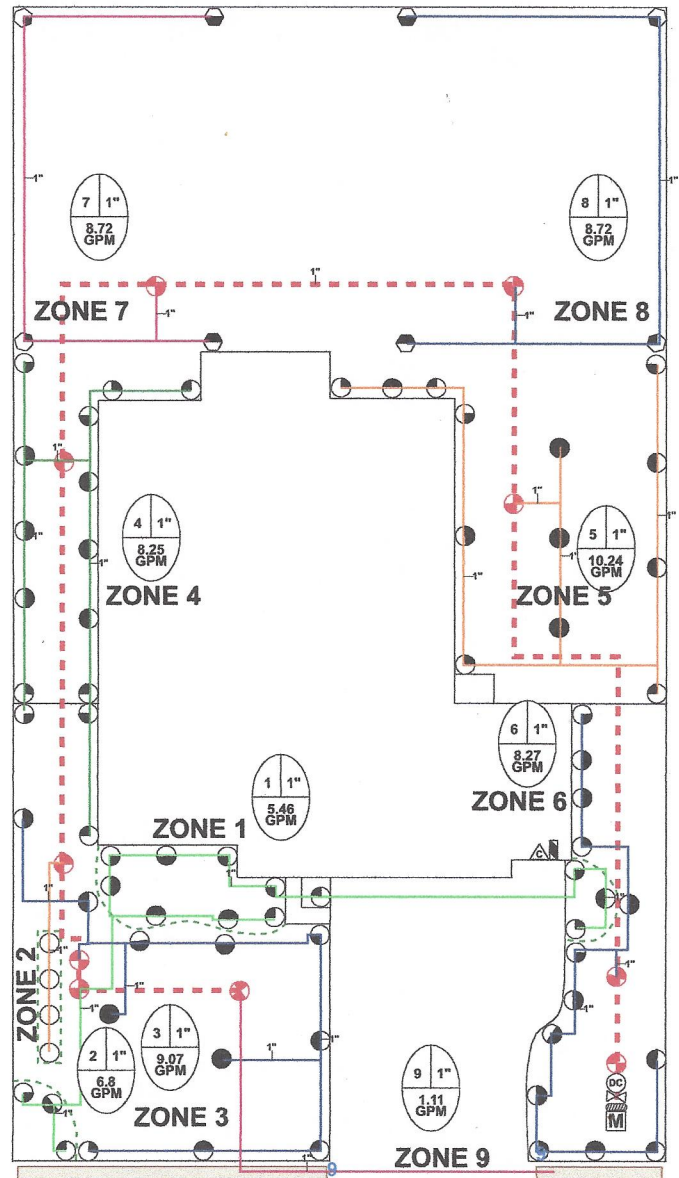 1"
1"
7 1"
8.72
GPM
8 1"
8.72
GPM
1"
ZONE 7
1"
1"
ZONE 8
1"
1"
1"
4 1"
8.25
GPM
1"
ZONE 4
1"
5 1"
10.24
GPM
1"
1"
1"
ZONE 5
6 1"
8.27
GPM
ZONE 6
1 1"
5.46
GPM
ZONE 1
C
1"
1"
ZONE 2
1"
1"
1"
3 1"
9.07
GPM
2 1"
6.8
GPM
1"
1"
ZONE 3
9 1"
1.11
GPM
DC
M
ZONE 9
1"
9
9